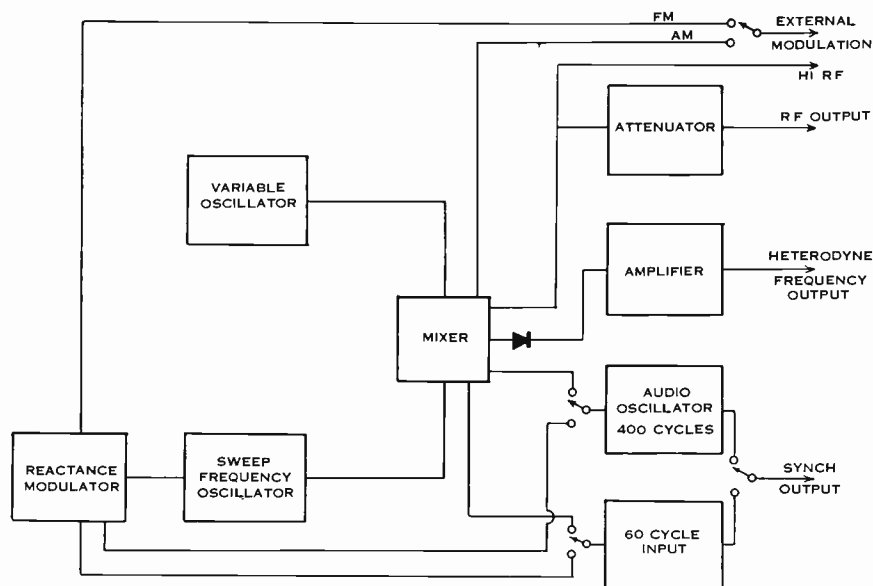 FM
EXTERNAL
MODULATION
AM
HI RF
ATTENUATOR
RF OUTPUT
VARIABLE
OSCILLATOR
AMPLIFIER
HETERODYNE
FREQUENCY
OUTPUT
MIXER
AUDIO
OSCILLATOR
400 CYCLES
REACTANCE
MODULATOR
SWEEP
FREQUENCY
OSCILLATOR
SYNCH
OUTPUT
60 CYCLE
INPUT